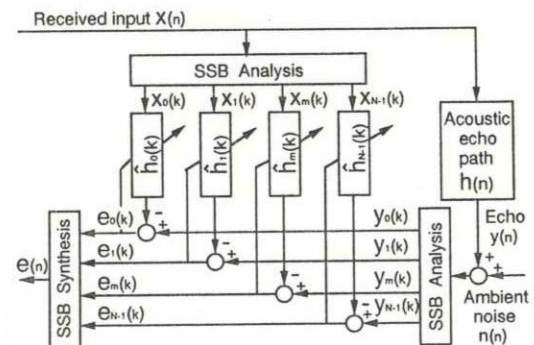 Received input X(n)
SSB Analysis
X0(k)
X1(k)
Xm(k)
XN-1(k)
ĥ0(k)
ĥ1(k)
ĥm(k)
ĥN-1(k)
Acoustic
echo
path
h(n)
Echo
y(n)
e0(k)
e1(k)
em(k)
eN-1(k)
y0(k)
y1(k)
ym(k)
yN-1(k)
- +
- +
- +
- +
+ +
e(n)
SSB Synthesis
SSB Analysis
Ambient
noise
n(n)